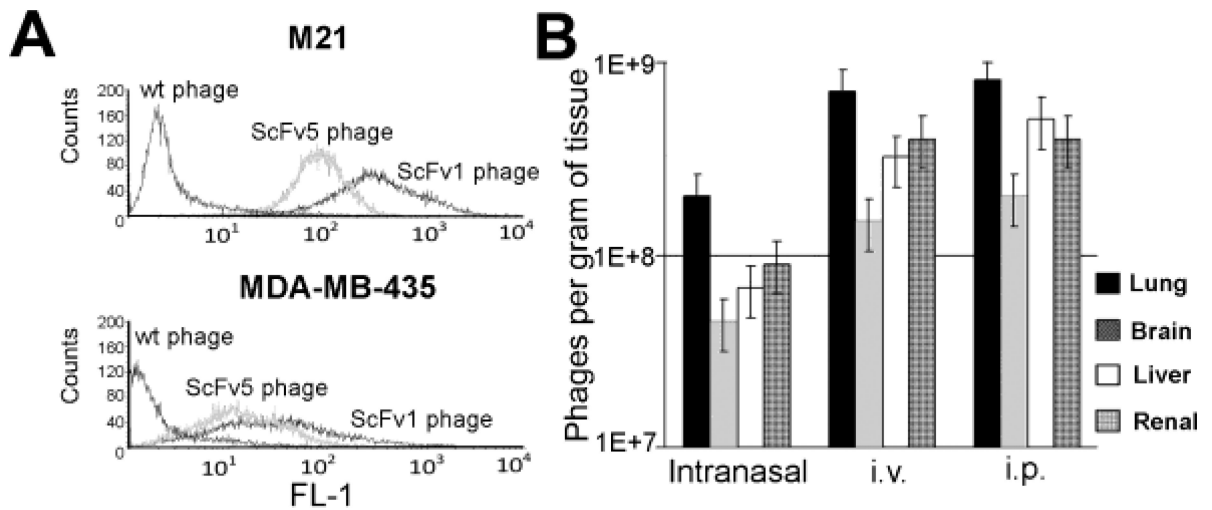 A
M21
Counts
200
160
120
80
40
0
wt phage
ScFv5 phage
ScFv1 phage
10¹ 10² 10³ 10⁴
MDA-MB-435
Counts
200
160
120
80
40
0
wt phage
ScFv5 phage
ScFv1 phage
10¹ 10² 10³ 10⁴
FL-1
B
Phages per gram of tissue
1E+9
1E+8
1E+7
Intranasal i.v. i.p.
Lung
Brain
Liver
Renal